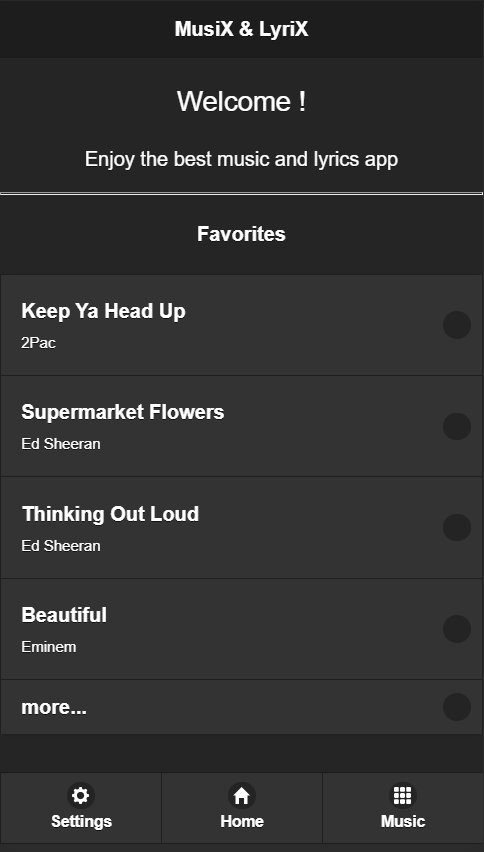 MusiX & LyriX
Welcome !
Enjoy the best music and lyrics app
Favorites
Keep Ya Head Up
2Pac
Supermarket Flowers
Ed Sheeran
Thinking Out Loud
Ed Sheeran
Beautiful
Eminem
more...
Settings
Home
Music